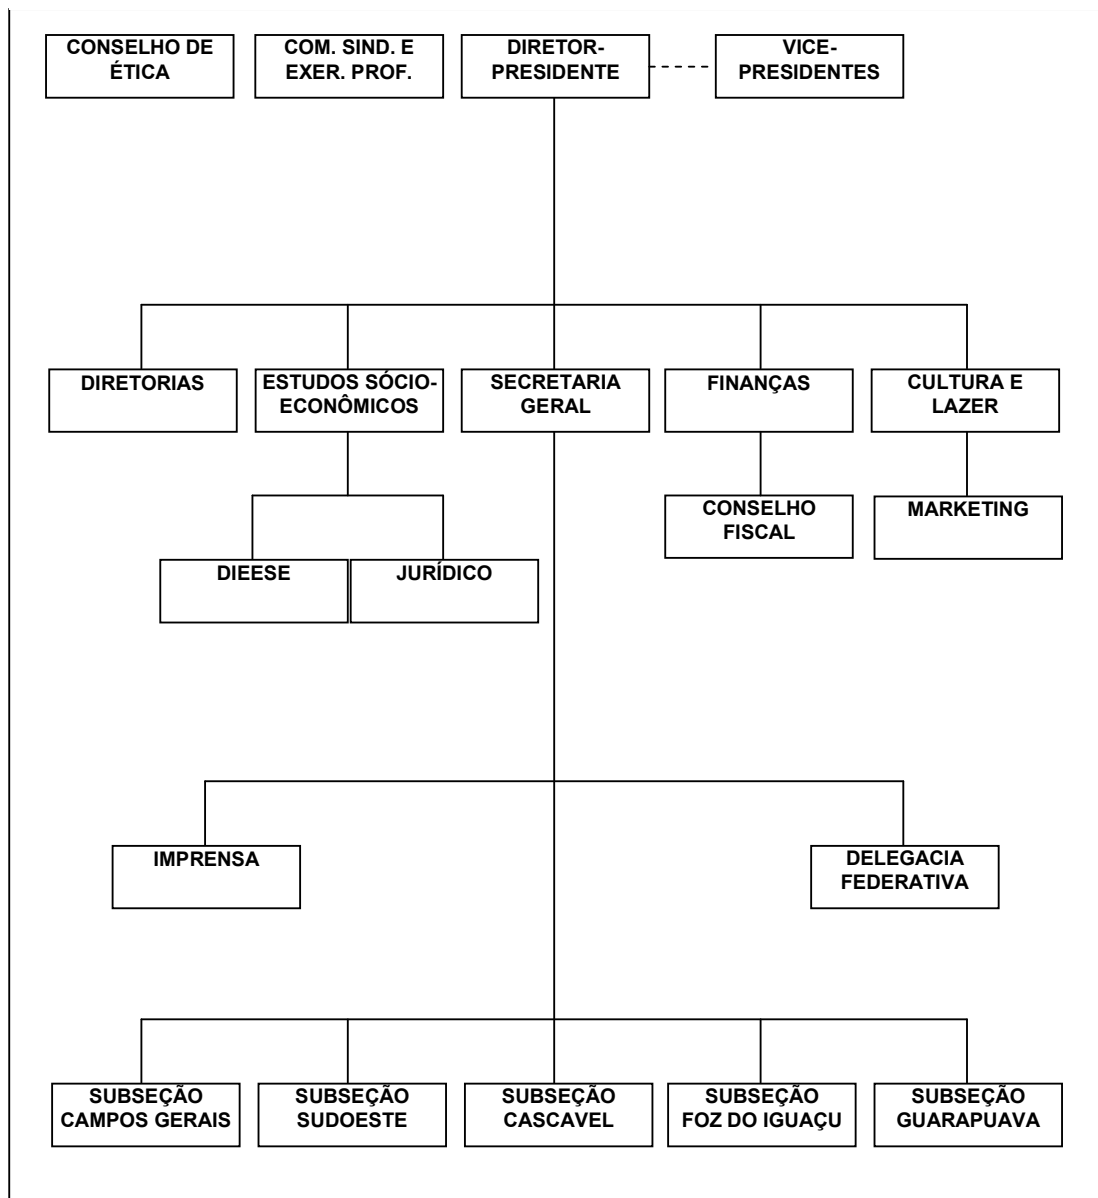 CONSELHO DE
ÉTICA
COM. SIND. E
EXER. PROF.
DIRETOR-
PRESIDENTE
VICE-
PRESIDENTES
DIRETORIAS
ESTUDOS SÓCIO-
ECONÔMICOS
SECRETARIA
GERAL
FINANÇAS
CULTURA E
LAZER
CONSELHO
FISCAL
MARKETING
DIEESE
JURÍDICO
IMPRENSA
DELEGACIA
FEDERATIVA
SUBSEÇÃO
CAMPOS GERAIS
SUBSEÇÃO
SUDOESTE
SUBSEÇÃO
CASCAVEL
SUBSEÇÃO
FOZ DO IGUAÇU
SUBSEÇÃO
GUARAPUAVA